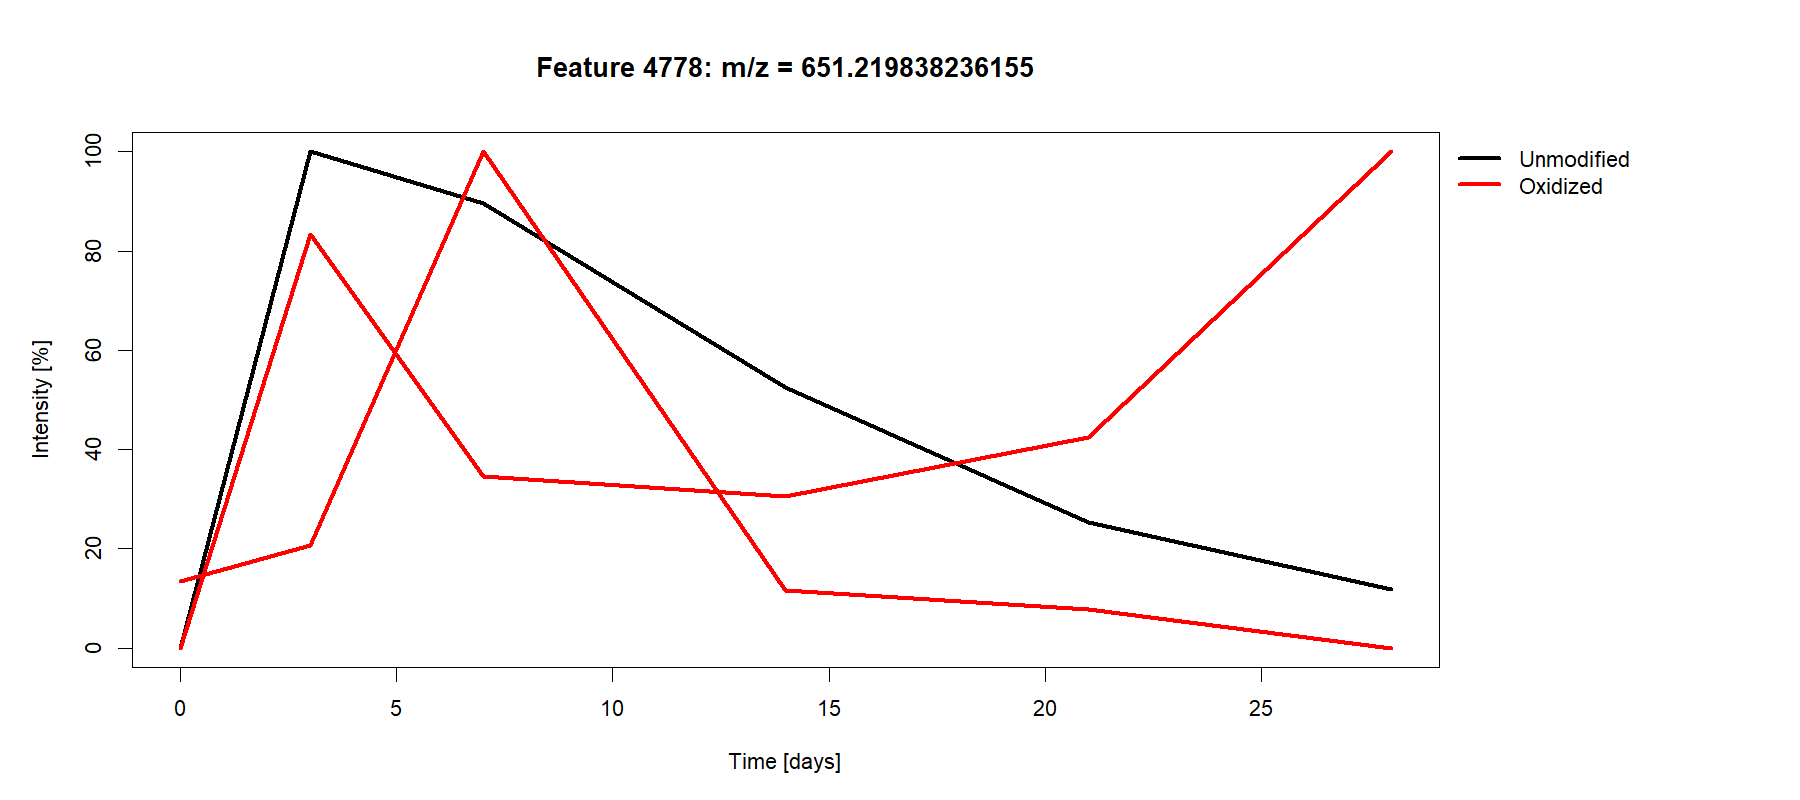 Feature 4778: m/z = 651.219838236155
Unmodified
Oxidized
Intensity [%]
100
80
60
40
20
0
0 5 10 15 20 25
Time [days]